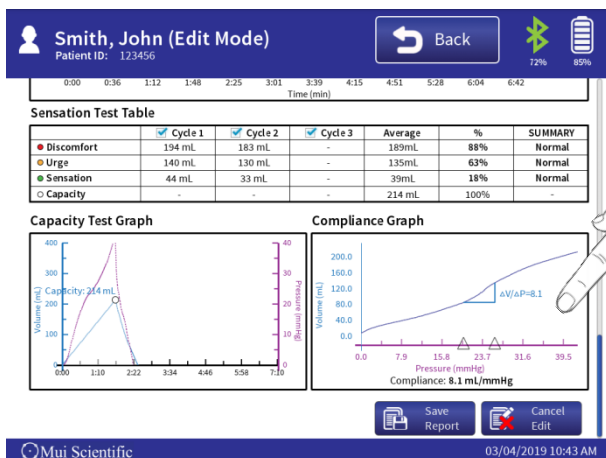 Smith, John (Edit Mode)
Patient ID: 123456
Back
72%
85%
0:00 0:36 1:12 1:48 2:25 3:01 3:39 4:15 4:51 5:28 6:04 6:42
Time (min)
Sensation Test Table
Cycle 1 Cycle 2 Cycle 3 Average % SUMMARY
Discomfort 194 mL 183 mL - 189mL 88% Normal
Urge 140 mL 130 mL - 135mL 63% Normal
Sensation 44 mL 33 mL - 39mL 18% Normal
Capacity - - - 214 mL 100% -
Capacity Test Graph
400
300
200
100
0
Volume (mL)
Capacity: 214 mL
40
30
20
10
0
Pressure (mmHg)
0:00 1:10 2:22 3:34 4:46 5:58 7:10
Compliance Graph
200.0
160.0
120.0
80.0
40.0
0.0
Volume (mL)
△V/△P=8.1
0.0 7.9 15.8 23.7 31.6 39.5
Pressure (mmHg)
Compliance: 8.1 mL/mmHg
Save
Report
Cancel
Edit
Mui Scientific
03/04/2019 10:43 AM